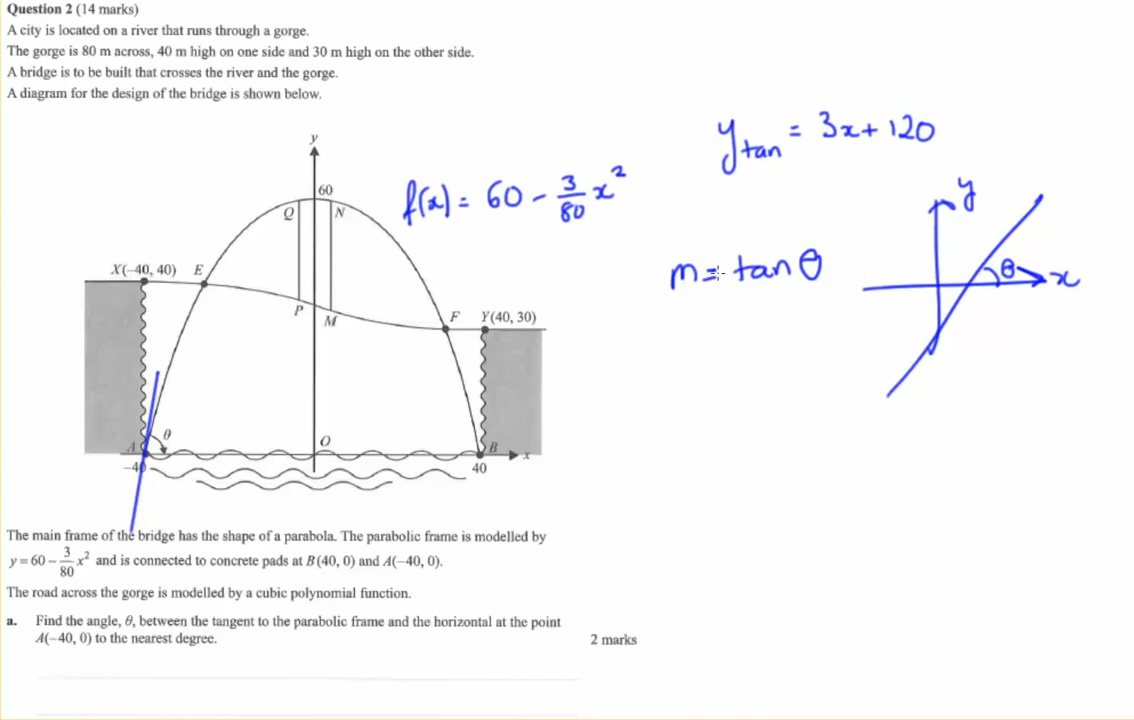 Question 2 (14 marks)
A city is located on a river that runs through a gorge.
The gorge is 80 m across, 40 m high on one side and 30 m high on the other side.
A bridge is to be built that crosses the river and the gorge.
A diagram for the design of the bridge is shown below.
y_tan = 3x + 120
y
60
f(x) = 60 - 3/80 x²
Q N
y
X(−40, 40) E
m = tan θ
θ x
P M
F Y(40, 30)
θ
A O B x
−40 40
The main frame of the bridge has the shape of a parabola. The parabolic frame is modelled by
y = 60 − 3/80 x² and is connected to concrete pads at B(40, 0) and A(−40, 0).
The road across the gorge is modelled by a cubic polynomial function.
a. Find the angle, θ, between the tangent to the parabolic frame and the horizontal at the point
A(−40, 0) to the nearest degree.
2 marks